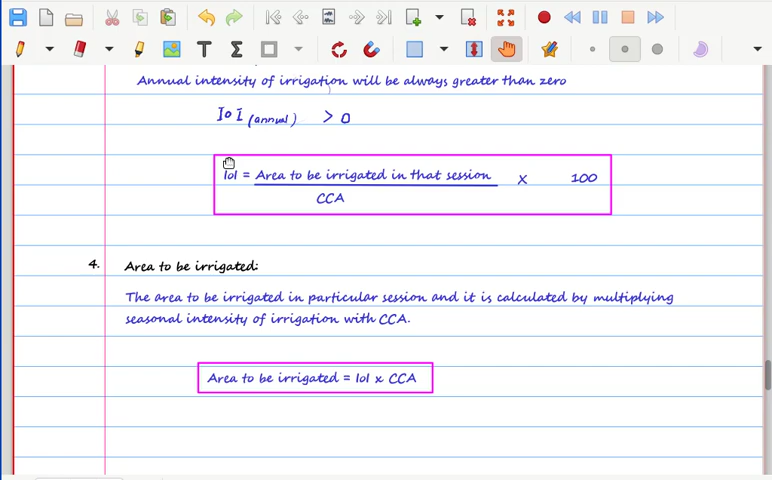 Annual intensity of irrigation will be always greater than zero
IoI (annual) > 0
IoI = Area to be irrigated in that session x 100
CCA
4. Area to be irrigated:
The area to be irrigated in particular session and it is calculated by multiplying
seasonal intensity of irrigation with CCA.
Area to be irrigated = IoI x CCA